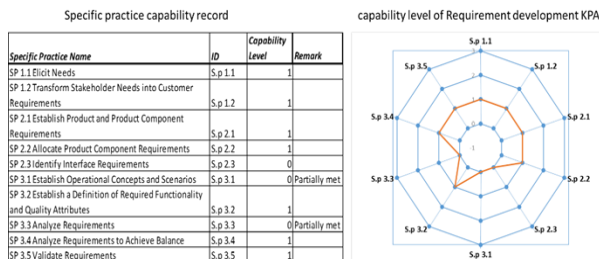 Specific practice capability record
capability level of Requirement development KPA
Specific Practice Name ID Capability Level Remark
SP 1.1 Elicit Needs S.p 1.1 1
SP 1.2 Transform Stakeholder Needs into Customer
Requirements S.p 1.2 1
SP 2.1 Establish Product and Product Component
Requirements S.p 2.1 1
SP 2.2 Allocate Product Component Requirements S.p 2.2 1
SP 2.3 Identify Interface Requirements S.p 2.3 0
SP 3.1 Establish Operational Concepts and Scenarios S.p 3.1 0 Partially met
SP 3.2 Establish a Definition of Required Functionality
and Quality Attributes S.p 3.2 1
SP 3.3 Analyze Requirements S.p 3.3 0 Partially met
SP 3.4 Analyze Requirements to Achieve Balance S.p 3.4 1
SP 3.5 Validate Requirements S.p 3.5 1
S.p 1.1
S.p 1.2
S.p 2.1
S.p 2.2
S.p 2.3
S.p 3.1
S.p 3.2
S.p 3.3
S.p 3.4
S.p 3.5
3
2
1
0